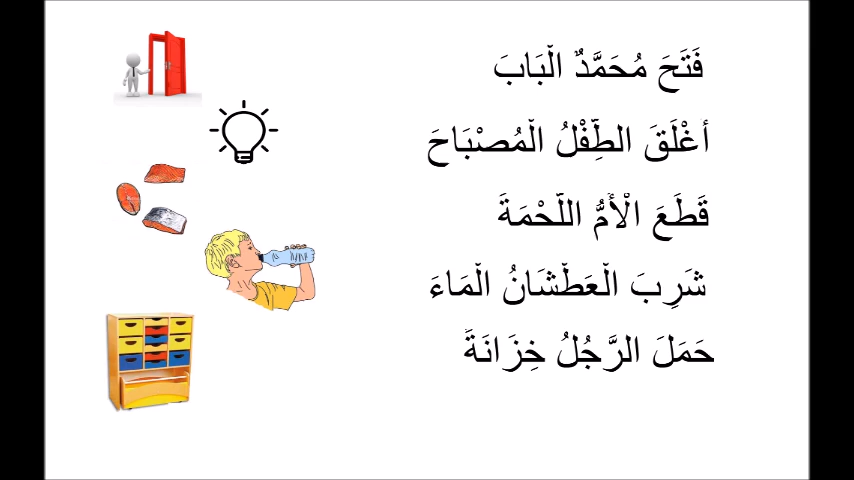 فَتَحَ مُحَمَّدٌ الْبَابَ
أغْلَقَ الطِّفْلُ الْمُصْبَاحَ
قَطَعَ الْأَمُّ اللَّحْمَةَ
شَرِبَ الْعَطْشَانُ الْمَاءَ
حَمَلَ الرَّجُلُ خِزَانَةَ